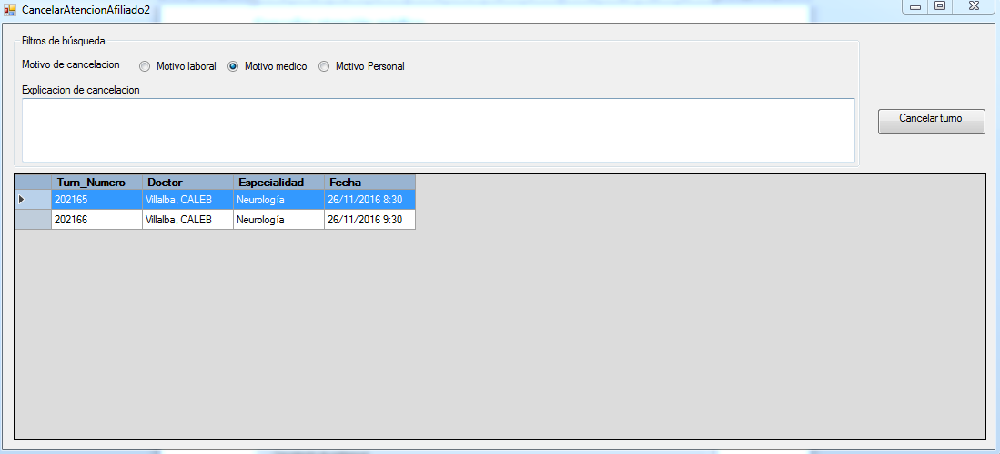 CancelarAtencionAfiliado2
Filtros de búsqueda
Motivo de cancelacion Motivo laboral Motivo medico Motivo Personal
Explicacion de cancelacion
Cancelar turno
Turn_Numero Doctor Especialidad Fecha
202165 Villalba, CALEB Neurología 26/11/2016 8:30
202166 Villalba, CALEB Neurología 26/11/2016 9:30